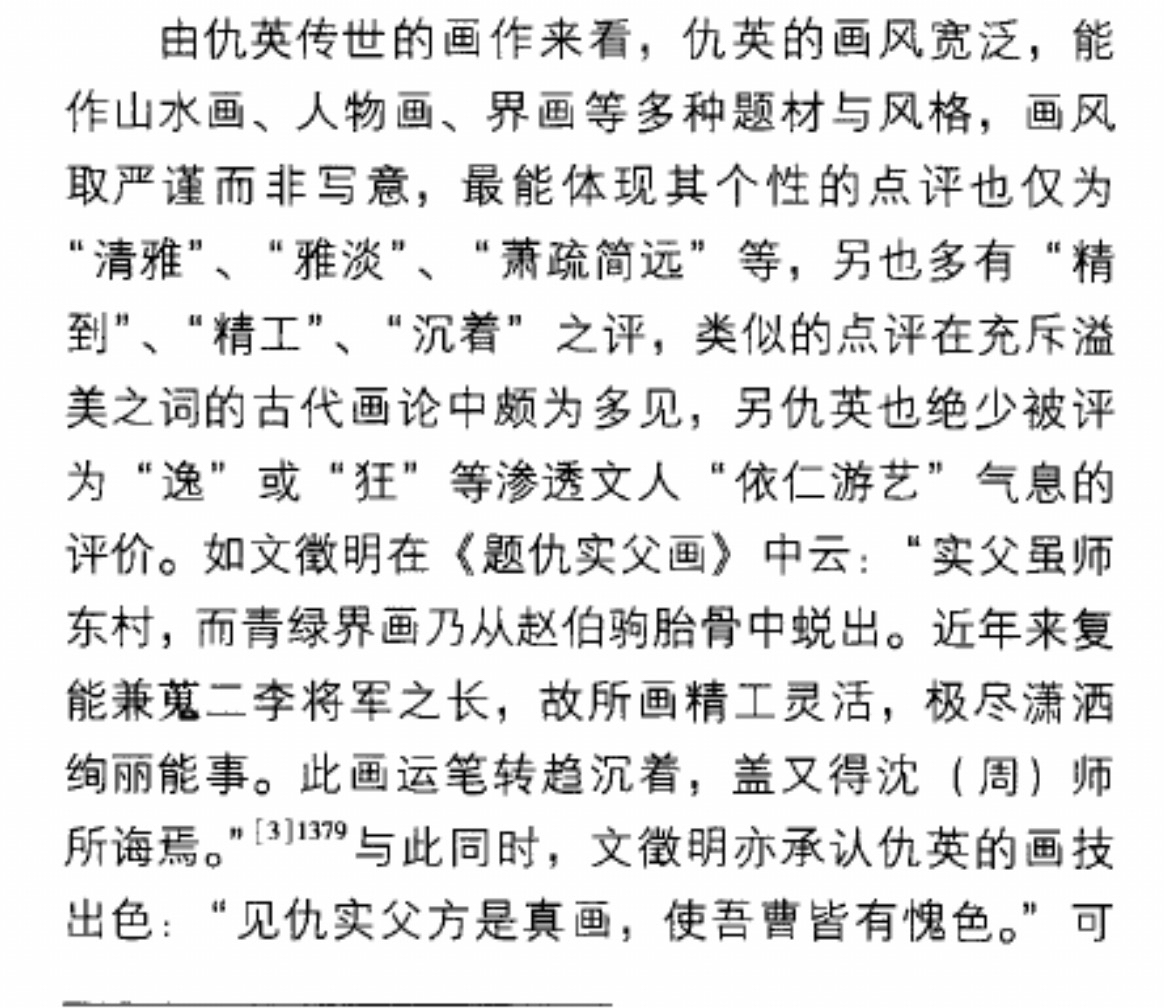 由仇英传世的画作来看，仇英的画风宽泛，能
作山水画、人物画、界画等多种题材与风格，画风
取严谨而非写意，最能体现其个性的点评也仅为
“清雅”、“雅淡”、“萧疏简远”等，另也多有“精
到”、“精工”、“沉着”之评，类似的点评在充斥溢
美之词的古代画论中颇为多见，另仇英也绝少被评
为“逸”或“狂”等渗透文人“依仁游艺”气息的
评价。如文徵明在《题仇实父画》中云：“实父虽师
东村，而青绿界画乃从赵伯驹胎骨中蜕出。近年来复
能兼蒐二李将军之长，故所画精工灵活，极尽潇洒
绚丽能事。此画运笔转趋沉着，盖又得沈（周）师
所诲焉。”[3]1379与此同时，文徵明亦承认仇英的画技
出色：“见仇实父方是真画，使吾曹皆有愧色。”可